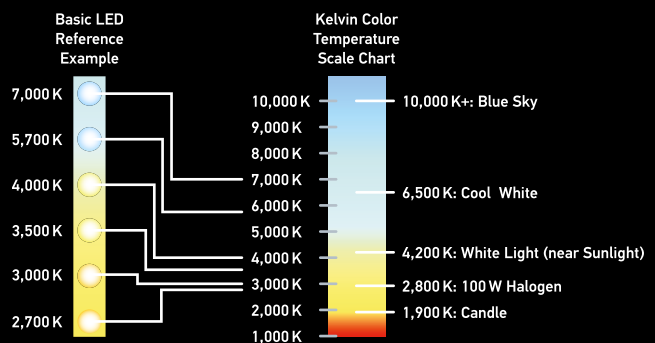 Basic LED
Reference
Example
Kelvin Color
Temperature
Scale Chart
7,000 K
5,700 K
4,000 K
3,500 K
3,000 K
2,700 K
10,000 K
9,000 K
8,000 K
7,000 K
6,000 K
5,000 K
4,000 K
3,000 K
2,000 K
1,000 K
10,000 K+: Blue Sky
6,500 K: Cool White
4,200 K: White Light (near Sunlight)
2,800 K: 100 W Halogen
1,900 K: Candle